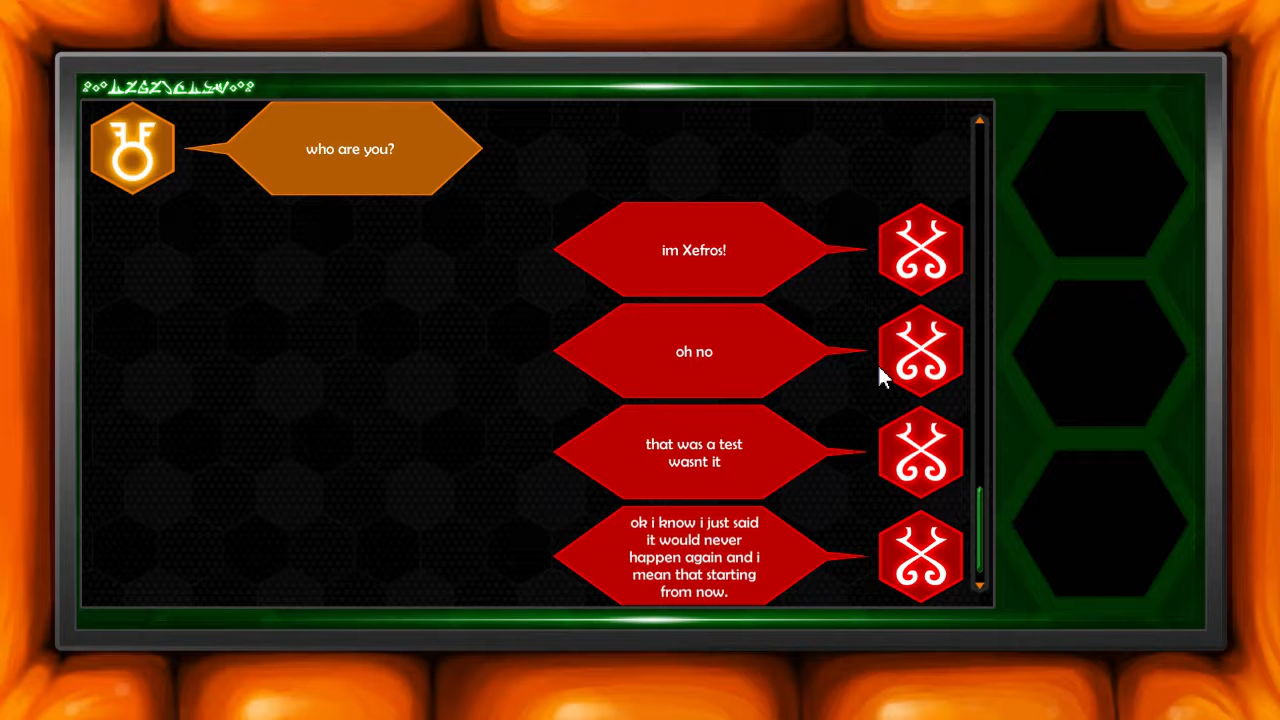 who are you?
im Xefros!
oh no
that was a test
wasnt it
ok i know i just said
it would never
happen again and i
mean that starting
from now.